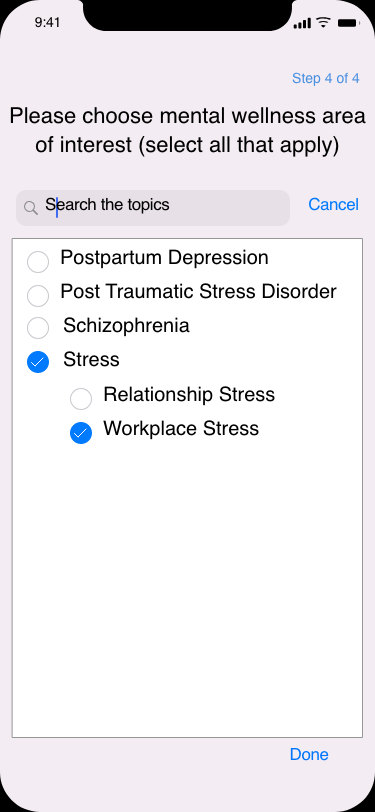 9:41
Step 4 of 4
Please choose mental wellness area
of interest (select all that apply)
Search the topics
Cancel
Postpartum Depression
Post Traumatic Stress Disorder
Schizophrenia
Stress
Relationship Stress
Workplace Stress
Done